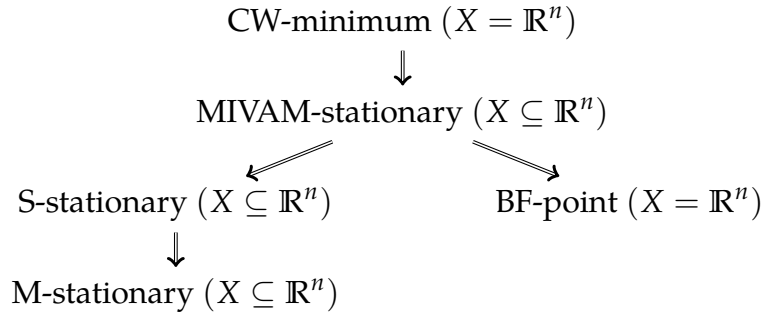 CW-minimum (X = ℝⁿ)
MIVAM-stationary (X ⊆ ℝⁿ)
S-stationary (X ⊆ ℝⁿ) BF-point (X = ℝⁿ)
M-stationary (X ⊆ ℝⁿ)